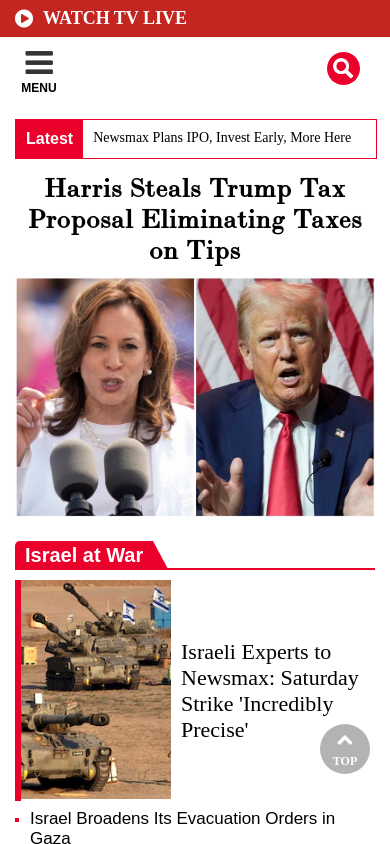 WATCH TV LIVE
MENU
Latest
Newsmax Plans IPO, Invest Early, More Here
Harris Steals Trump Tax
Proposal Eliminating Taxes
on Tips
Israel at War
Israeli Experts to
Newsmax: Saturday
Strike 'Incredibly
Precise'
TOP
Israel Broadens Its Evacuation Orders in
Gaza